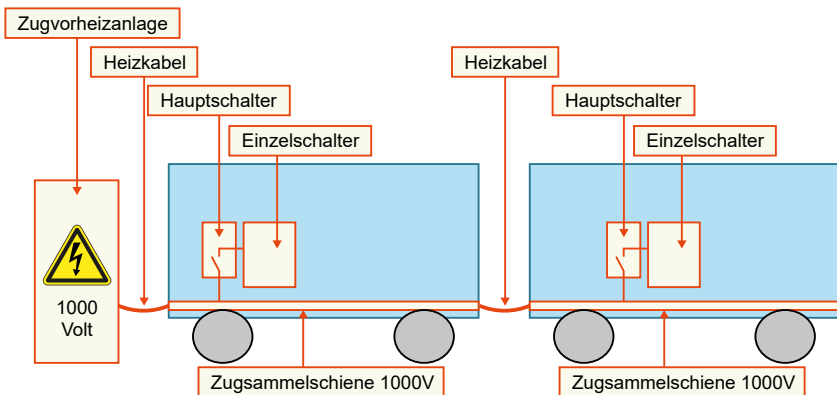 Zugvorheizanlage
Heizkabel
Heizkabel
Hauptschalter
Hauptschalter
Einzelschalter
Einzelschalter
1000
Volt
Zugsammelschiene 1000V
Zugsammelschiene 1000V